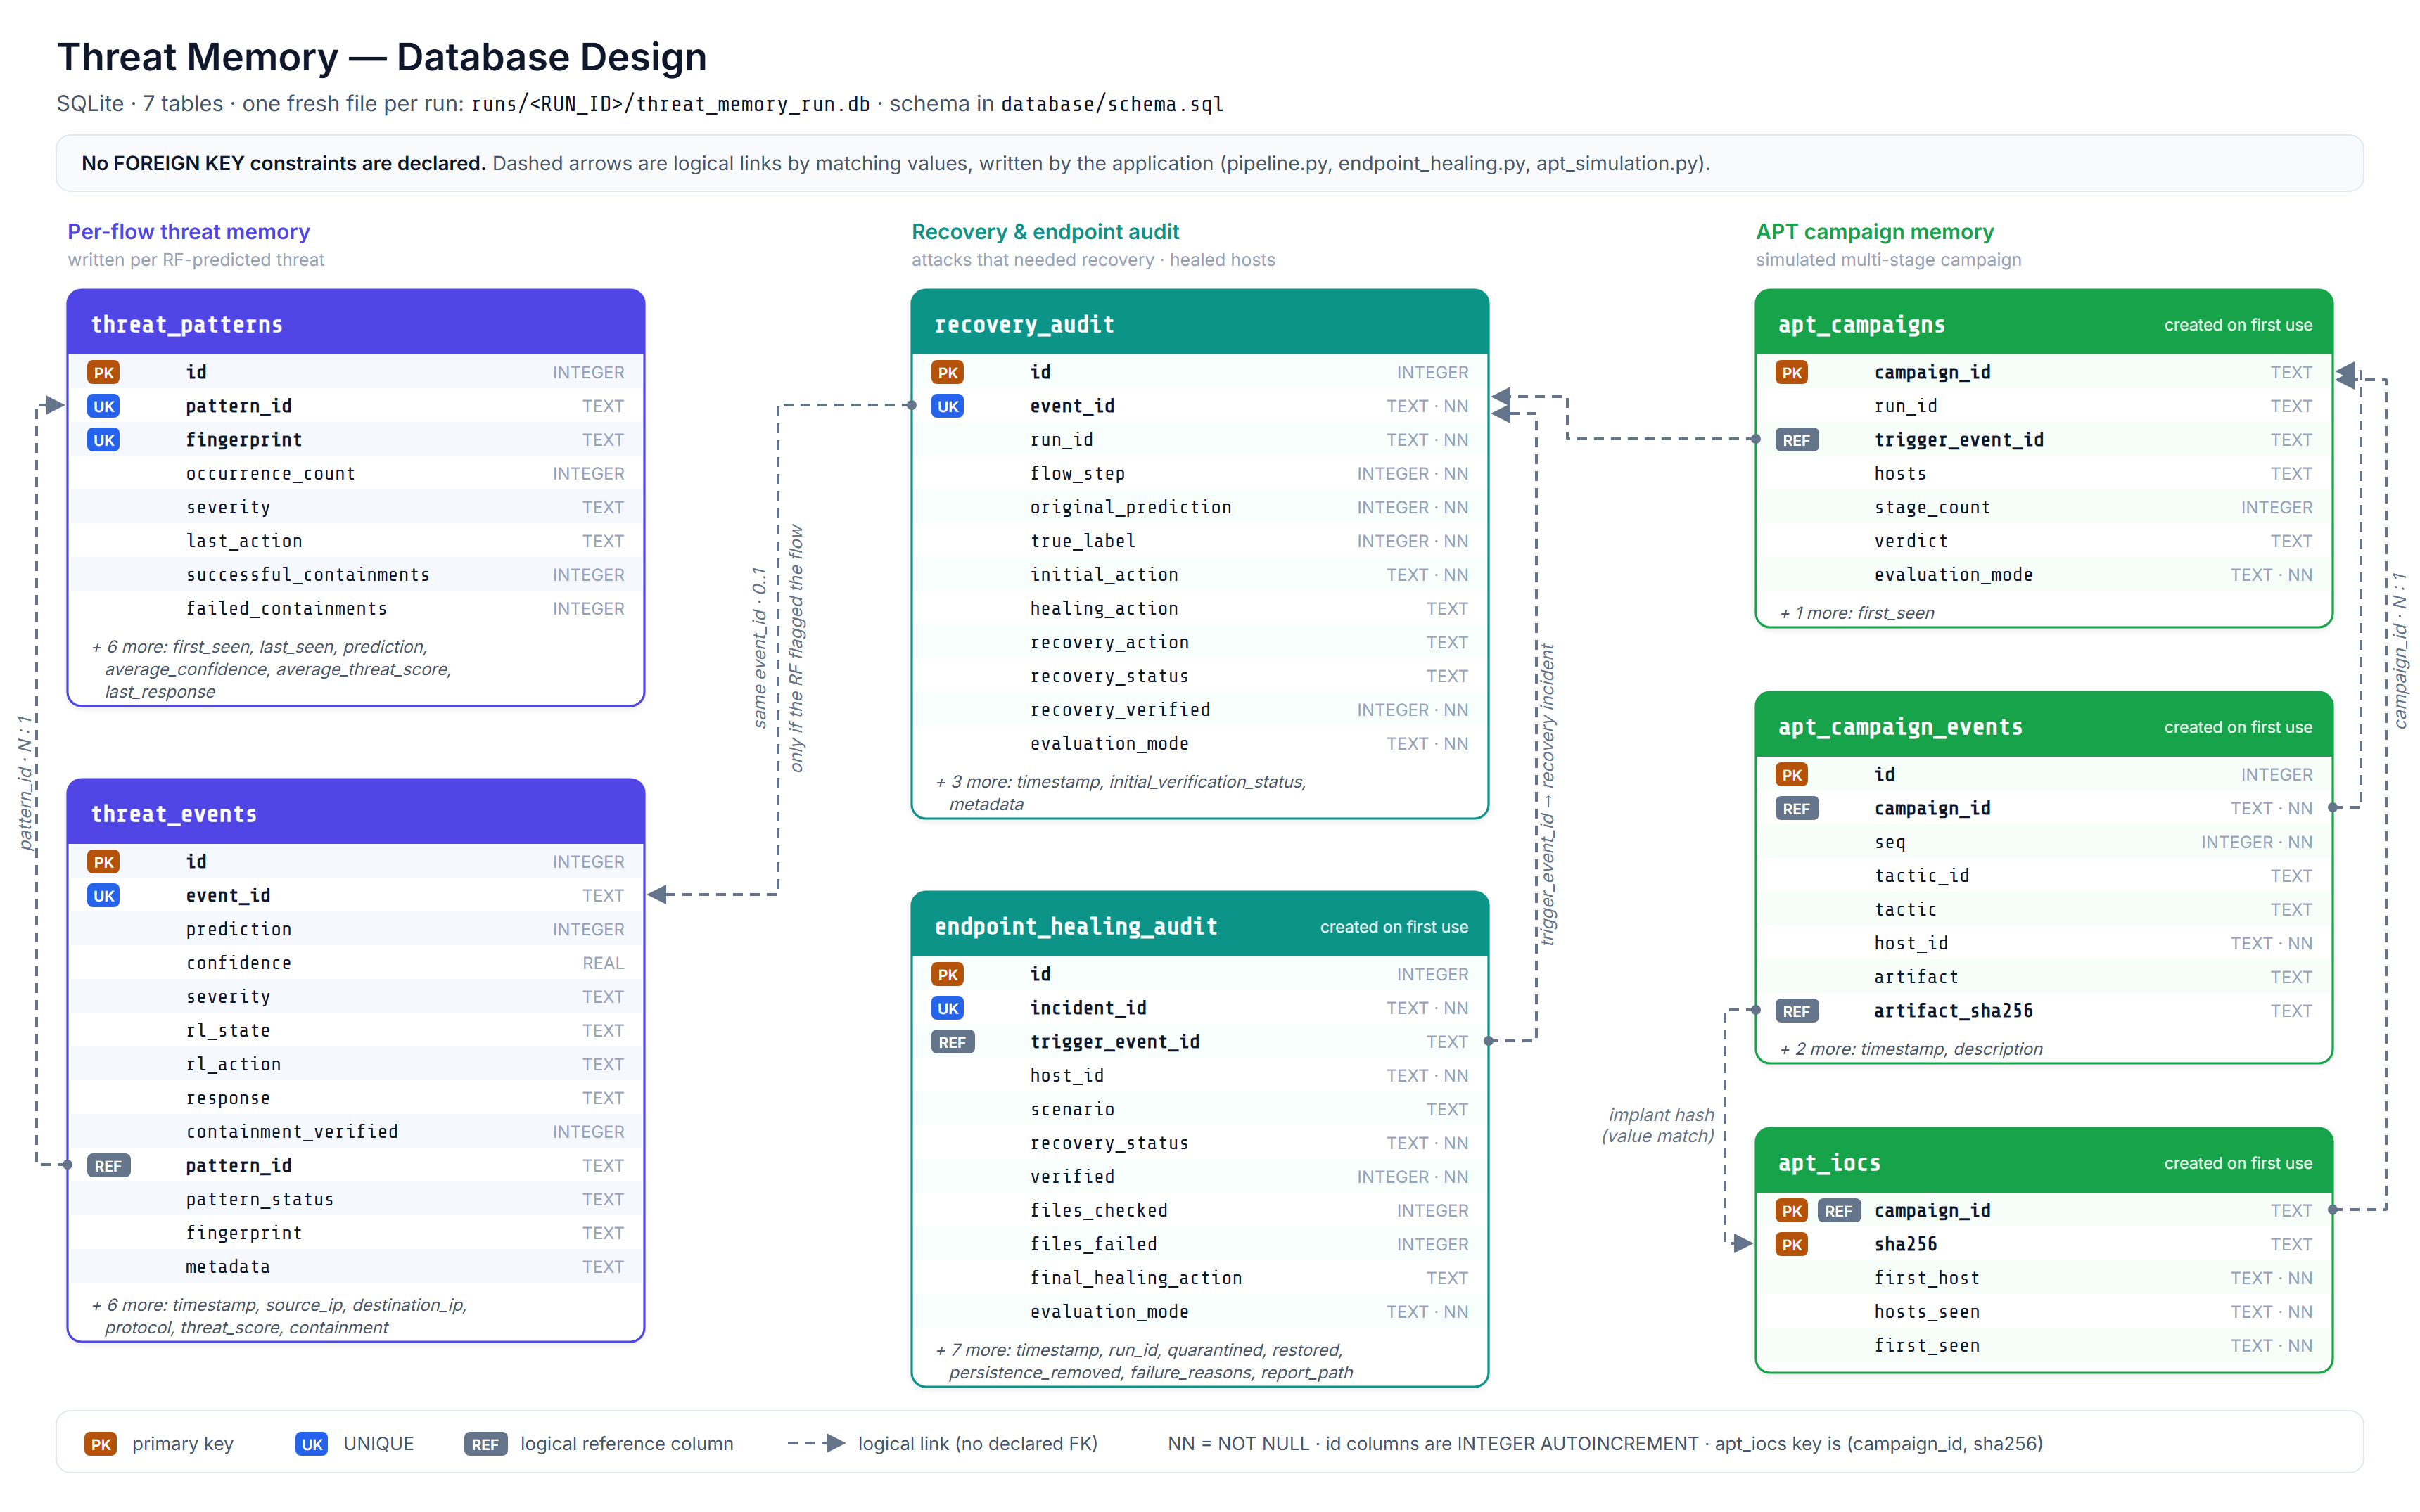 Threat Memory — Database Design
SQLite · 7 tables · one fresh file per run: runs/<RUN_ID>/threat_memory_run.db · schema in database/schema.sql
No FOREIGN KEY constraints are declared. Dashed arrows are logical links by matching values, written by the application (pipeline.py, endpoint_healing.py, apt_simulation.py).
Per-flow threat memory
written per RF-predicted threat
threat_patterns
PK id INTEGER
UK pattern_id TEXT
UK fingerprint TEXT
occurrence_count INTEGER
severity TEXT
last_action TEXT
successful_containments INTEGER
failed_containments INTEGER
+ 6 more: first_seen, last_seen, prediction,
average_confidence, average_threat_score,
last_response
pattern_id · N : 1
threat_events
PK id INTEGER
UK event_id TEXT
prediction INTEGER
confidence REAL
severity TEXT
rl_state TEXT
rl_action TEXT
response TEXT
containment_verified INTEGER
REF pattern_id TEXT
pattern_status TEXT
fingerprint TEXT
metadata TEXT
+ 6 more: timestamp, source_ip, destination_ip,
protocol, threat_score, containment
same event_id · 0..1
only if the RF flagged the flow
Recovery & endpoint audit
attacks that needed recovery · healed hosts
recovery_audit
PK id INTEGER
UK event_id TEXT · NN
run_id TEXT · NN
flow_step INTEGER · NN
original_prediction INTEGER · NN
true_label INTEGER · NN
initial_action TEXT · NN
healing_action TEXT
recovery_action TEXT
recovery_status TEXT
recovery_verified INTEGER · NN
evaluation_mode TEXT · NN
+ 3 more: timestamp, initial_verification_status,
metadata
endpoint_healing_audit created on first use
PK id INTEGER
UK incident_id TEXT · NN
REF trigger_event_id TEXT
host_id TEXT · NN
scenario TEXT
recovery_status TEXT · NN
verified INTEGER · NN
files_checked INTEGER
files_failed INTEGER
final_healing_action TEXT
evaluation_mode TEXT · NN
+ 7 more: timestamp, run_id, quarantined, restored,
persistence_removed, failure_reasons, report_path
trigger_event_id → recovery incident
APT campaign memory
simulated multi-stage campaign
apt_campaigns created on first use
PK campaign_id TEXT
run_id TEXT
REF trigger_event_id TEXT
hosts TEXT
stage_count INTEGER
verdict TEXT
evaluation_mode TEXT · NN
+ 1 more: first_seen
apt_campaign_events created on first use
PK id INTEGER
REF campaign_id TEXT · NN
seq INTEGER · NN
tactic_id TEXT
tactic TEXT
host_id TEXT · NN
artifact TEXT
REF artifact_sha256 TEXT
+ 2 more: timestamp, description
implant hash
(value match)
apt_iocs created on first use
PK REF campaign_id TEXT
PK sha256 TEXT
first_host TEXT · NN
hosts_seen TEXT · NN
first_seen TEXT · NN
campaign_id · N : 1
PK primary key
UK UNIQUE
REF logical reference column
logical link (no declared FK)
NN = NOT NULL · id columns are INTEGER AUTOINCREMENT · apt_iocs key is (campaign_id, sha256)